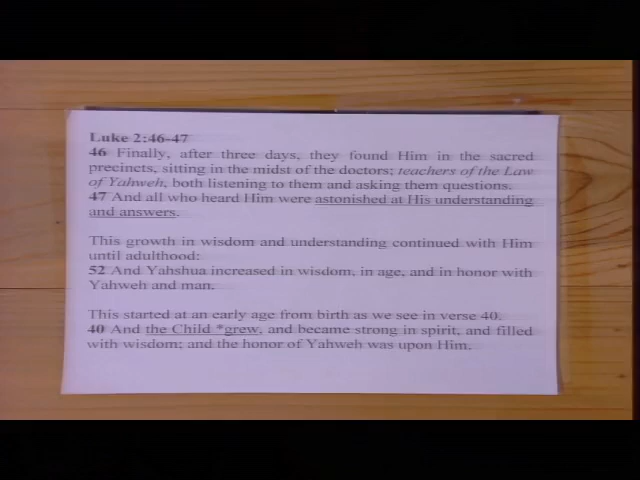 Luke 2:46-47
46 Finally, after three days, they found Him in the sacred
precincts, sitting in the midst of the doctors; teachers of the Law
of Yahweh, both listening to them and asking them questions.
47 And all who heard Him were astonished at His understanding
and answers.
This growth in wisdom and understanding continued with Him
until adulthood:
52 And Yahshua increased in wisdom, in age, and in honor with
Yahweh and man.
This started at an early age from birth as we see in verse 40.
40 And the Child *grew, and became strong in spirit, and filled
with wisdom; and the honor of Yahweh was upon Him.